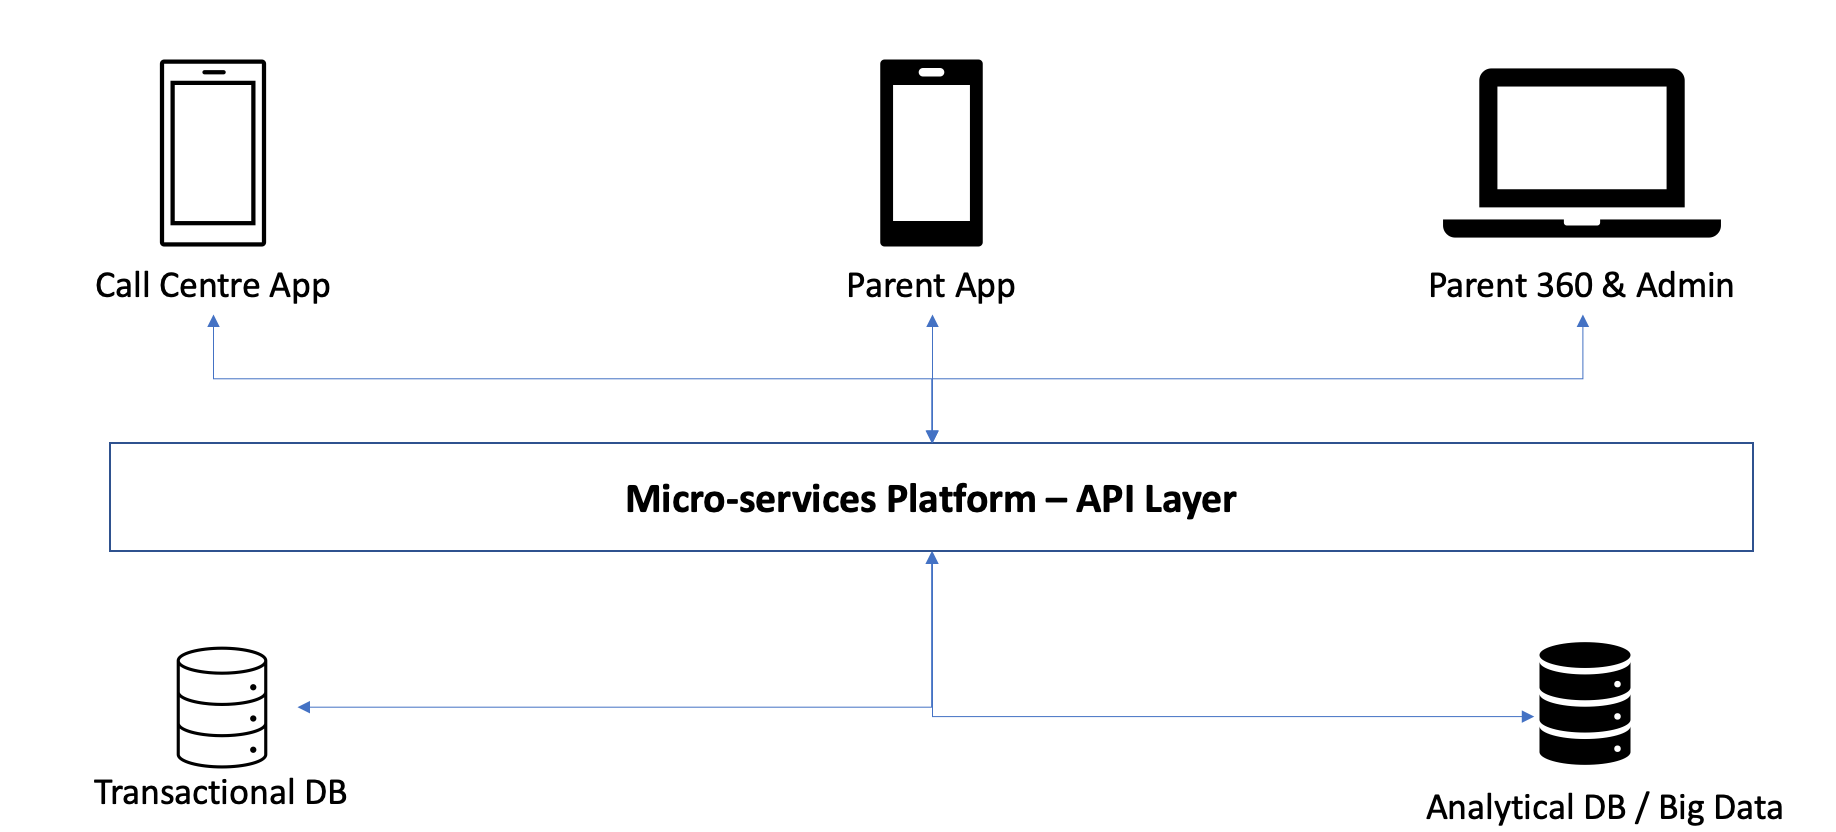 Call Centre App
Parent App
Parent 360 & Admin
Micro-services Platform – API Layer
Transactional DB
Analytical DB / Big Data